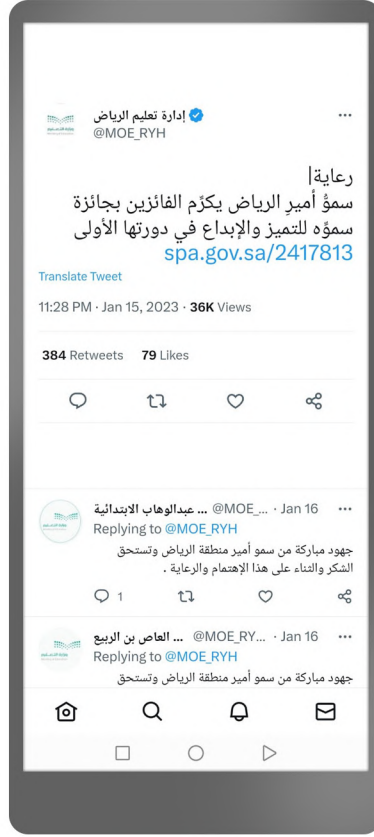 إدارة تعليم الرياض
@MOE_RYH
رعاية|
سموُّ أميرِ الرياض يكرِّم الفائزين بجائزة
سموِّه للتميز والإبداع في دورتها الأولى
spa.gov.sa/2417813
Translate Tweet
11:28 PM · Jan 15, 2023 · 36K Views
384 Retweets 79 Likes
عبدالوهاب الابتدائية ... @MOE_... · Jan 16
Replying to @MOE_RYH
جهود مباركة من سمو أمير منطقة الرياض وتستحق
الشكر والثناء على هذا الإهتمام والرعاية .
1
العاص بن الربيع ... @MOE_RY... · Jan 16
Replying to @MOE_RYH
جهود مباركة من سمو أمير منطقة الرياض وتستحق